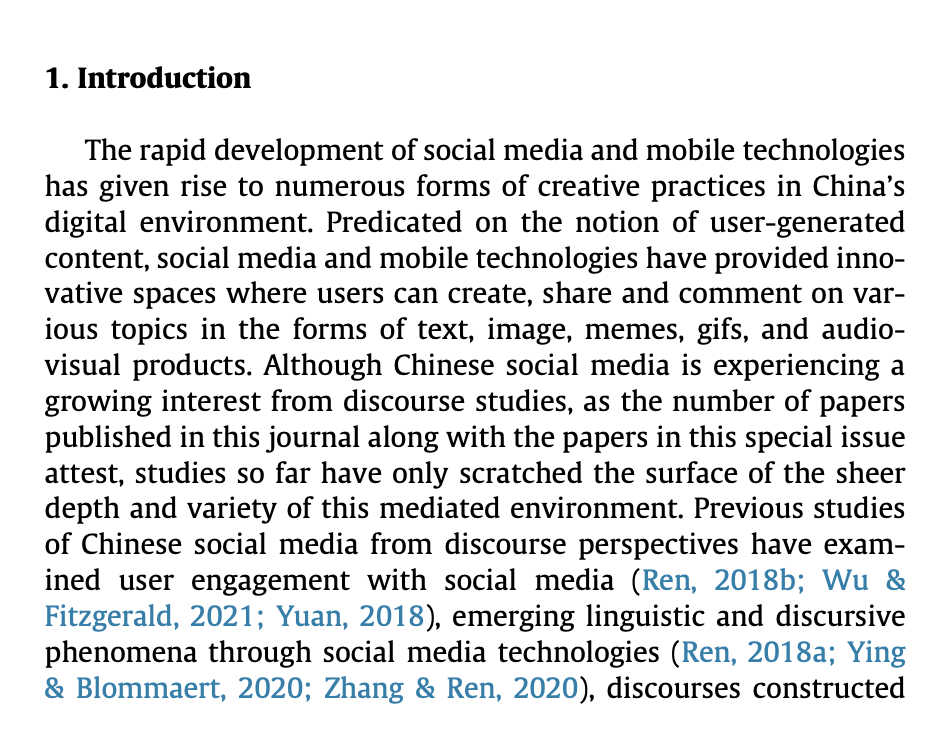 1. Introduction
The rapid development of social media and mobile technologies
has given rise to numerous forms of creative practices in China’s
digital environment. Predicated on the notion of user-generated
content, social media and mobile technologies have provided inno-
vative spaces where users can create, share and comment on var-
ious topics in the forms of text, image, memes, gifs, and audio-
visual products. Although Chinese social media is experiencing a
growing interest from discourse studies, as the number of papers
published in this journal along with the papers in this special issue
attest, studies so far have only scratched the surface of the sheer
depth and variety of this mediated environment. Previous studies
of Chinese social media from discourse perspectives have exam-
ined user engagement with social media (Ren, 2018b; Wu &
Fitzgerald, 2021; Yuan, 2018), emerging linguistic and discursive
phenomena through social media technologies (Ren, 2018a; Ying
& Blommaert, 2020; Zhang & Ren, 2020), discourses constructed